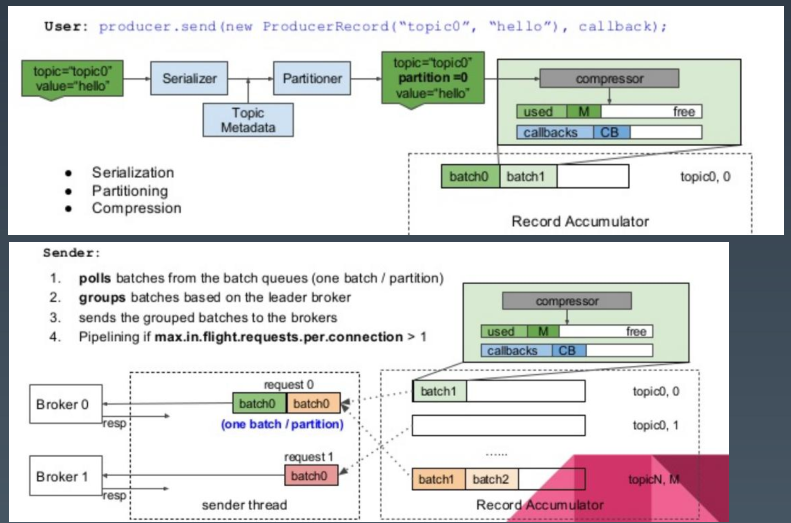 User: producer.send(new ProducerRecord("topic0", "hello"), callback);
topic="topic0"
value="hello"
Serializer
Partitioner
Topic
Metadata
topic="topic0"
partition =0
value="hello"
compressor
used M free
callbacks CB
batch0 batch1 topic0, 0
Record Accumulator
• Serialization
• Partitioning
• Compression
Sender:
1. polls batches from the batch queues (one batch / partition)
2. groups batches based on the leader broker
3. sends the grouped batches to the brokers
4. Pipelining if max.in.flight.requests.per.connection > 1
compressor
used M free
callbacks CB
Broker 0
resp
request 0
batch0 batch0
(one batch / partition)
batch1 topic0, 0
topic0, 1
......
Broker 1
resp
request 1
batch0
sender thread
batch1 batch2 topicN, M
Record Accumulator